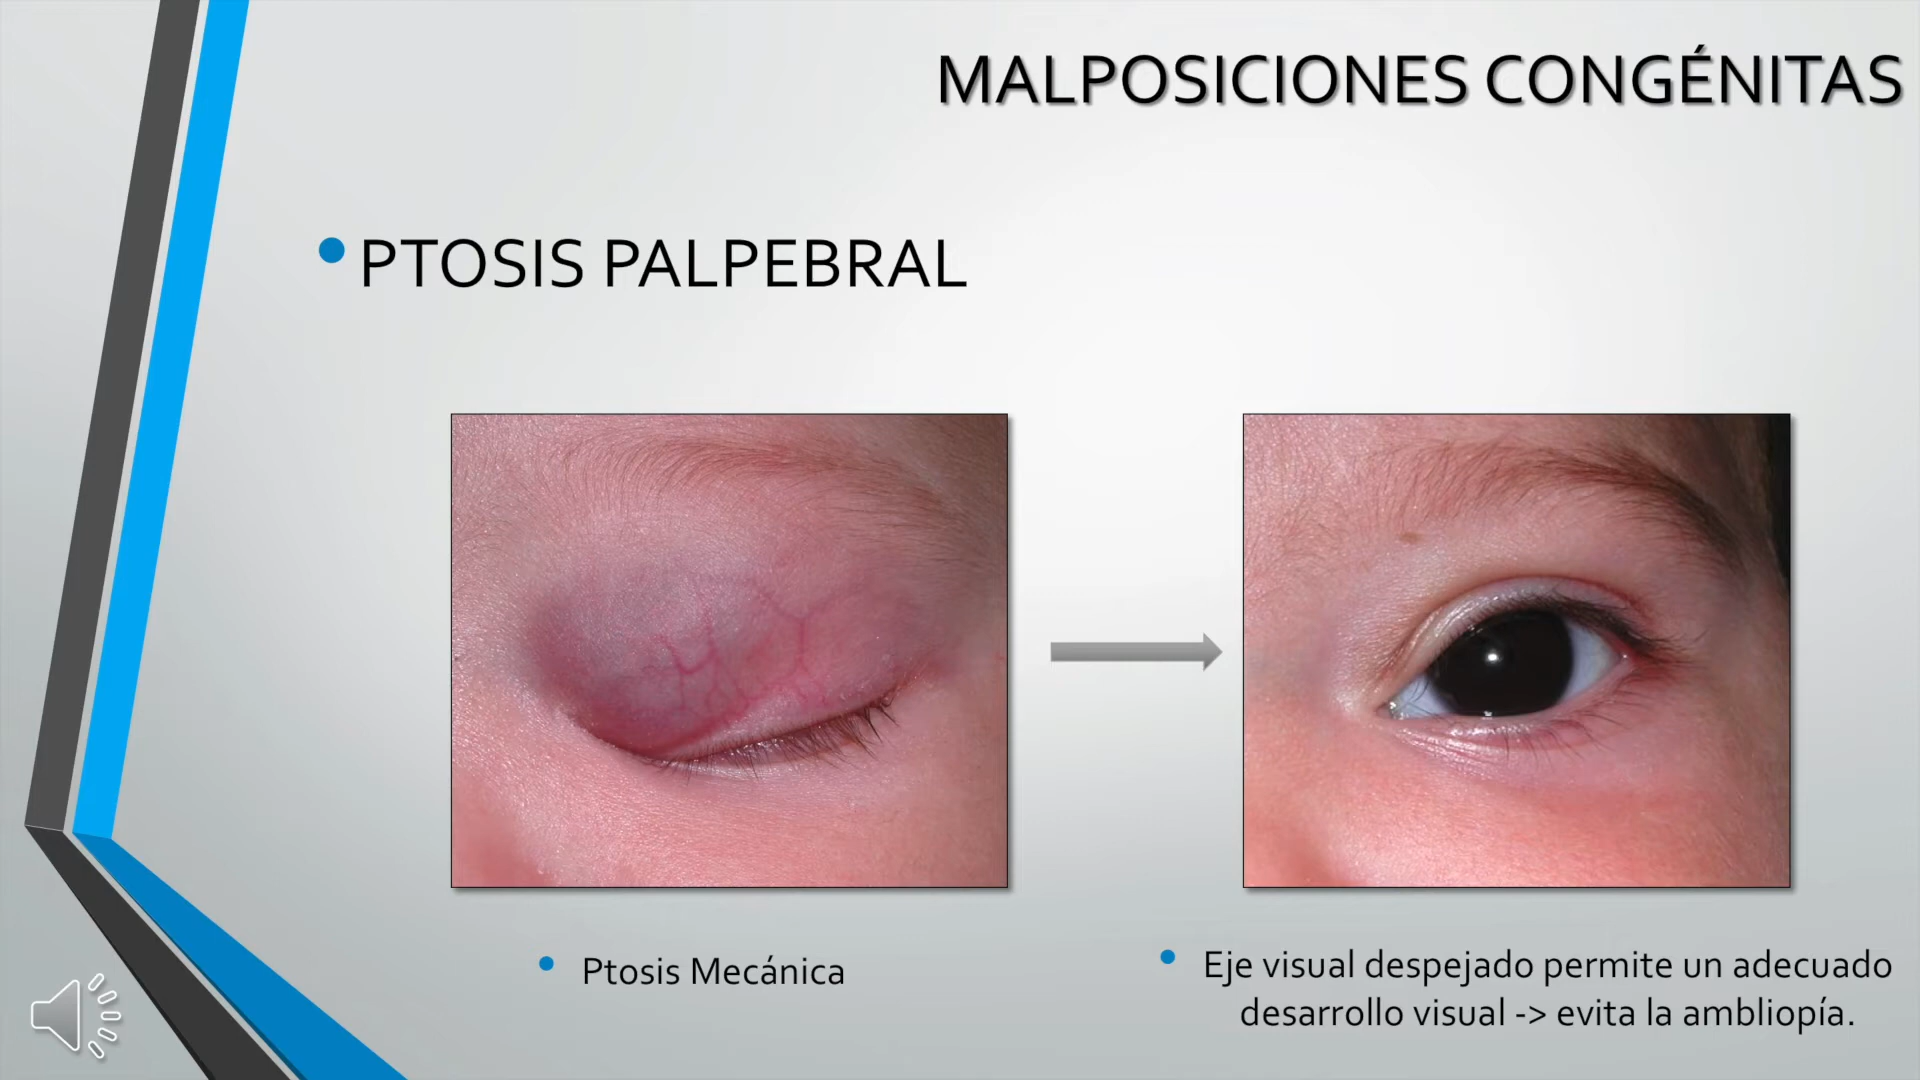 MALPOSICIONES CONGÉNITAS
• PTOSIS PALPEBRAL
• Ptosis Mecánica
• Eje visual despejado permite un adecuado
desarrollo visual -> evita la ambliopía.